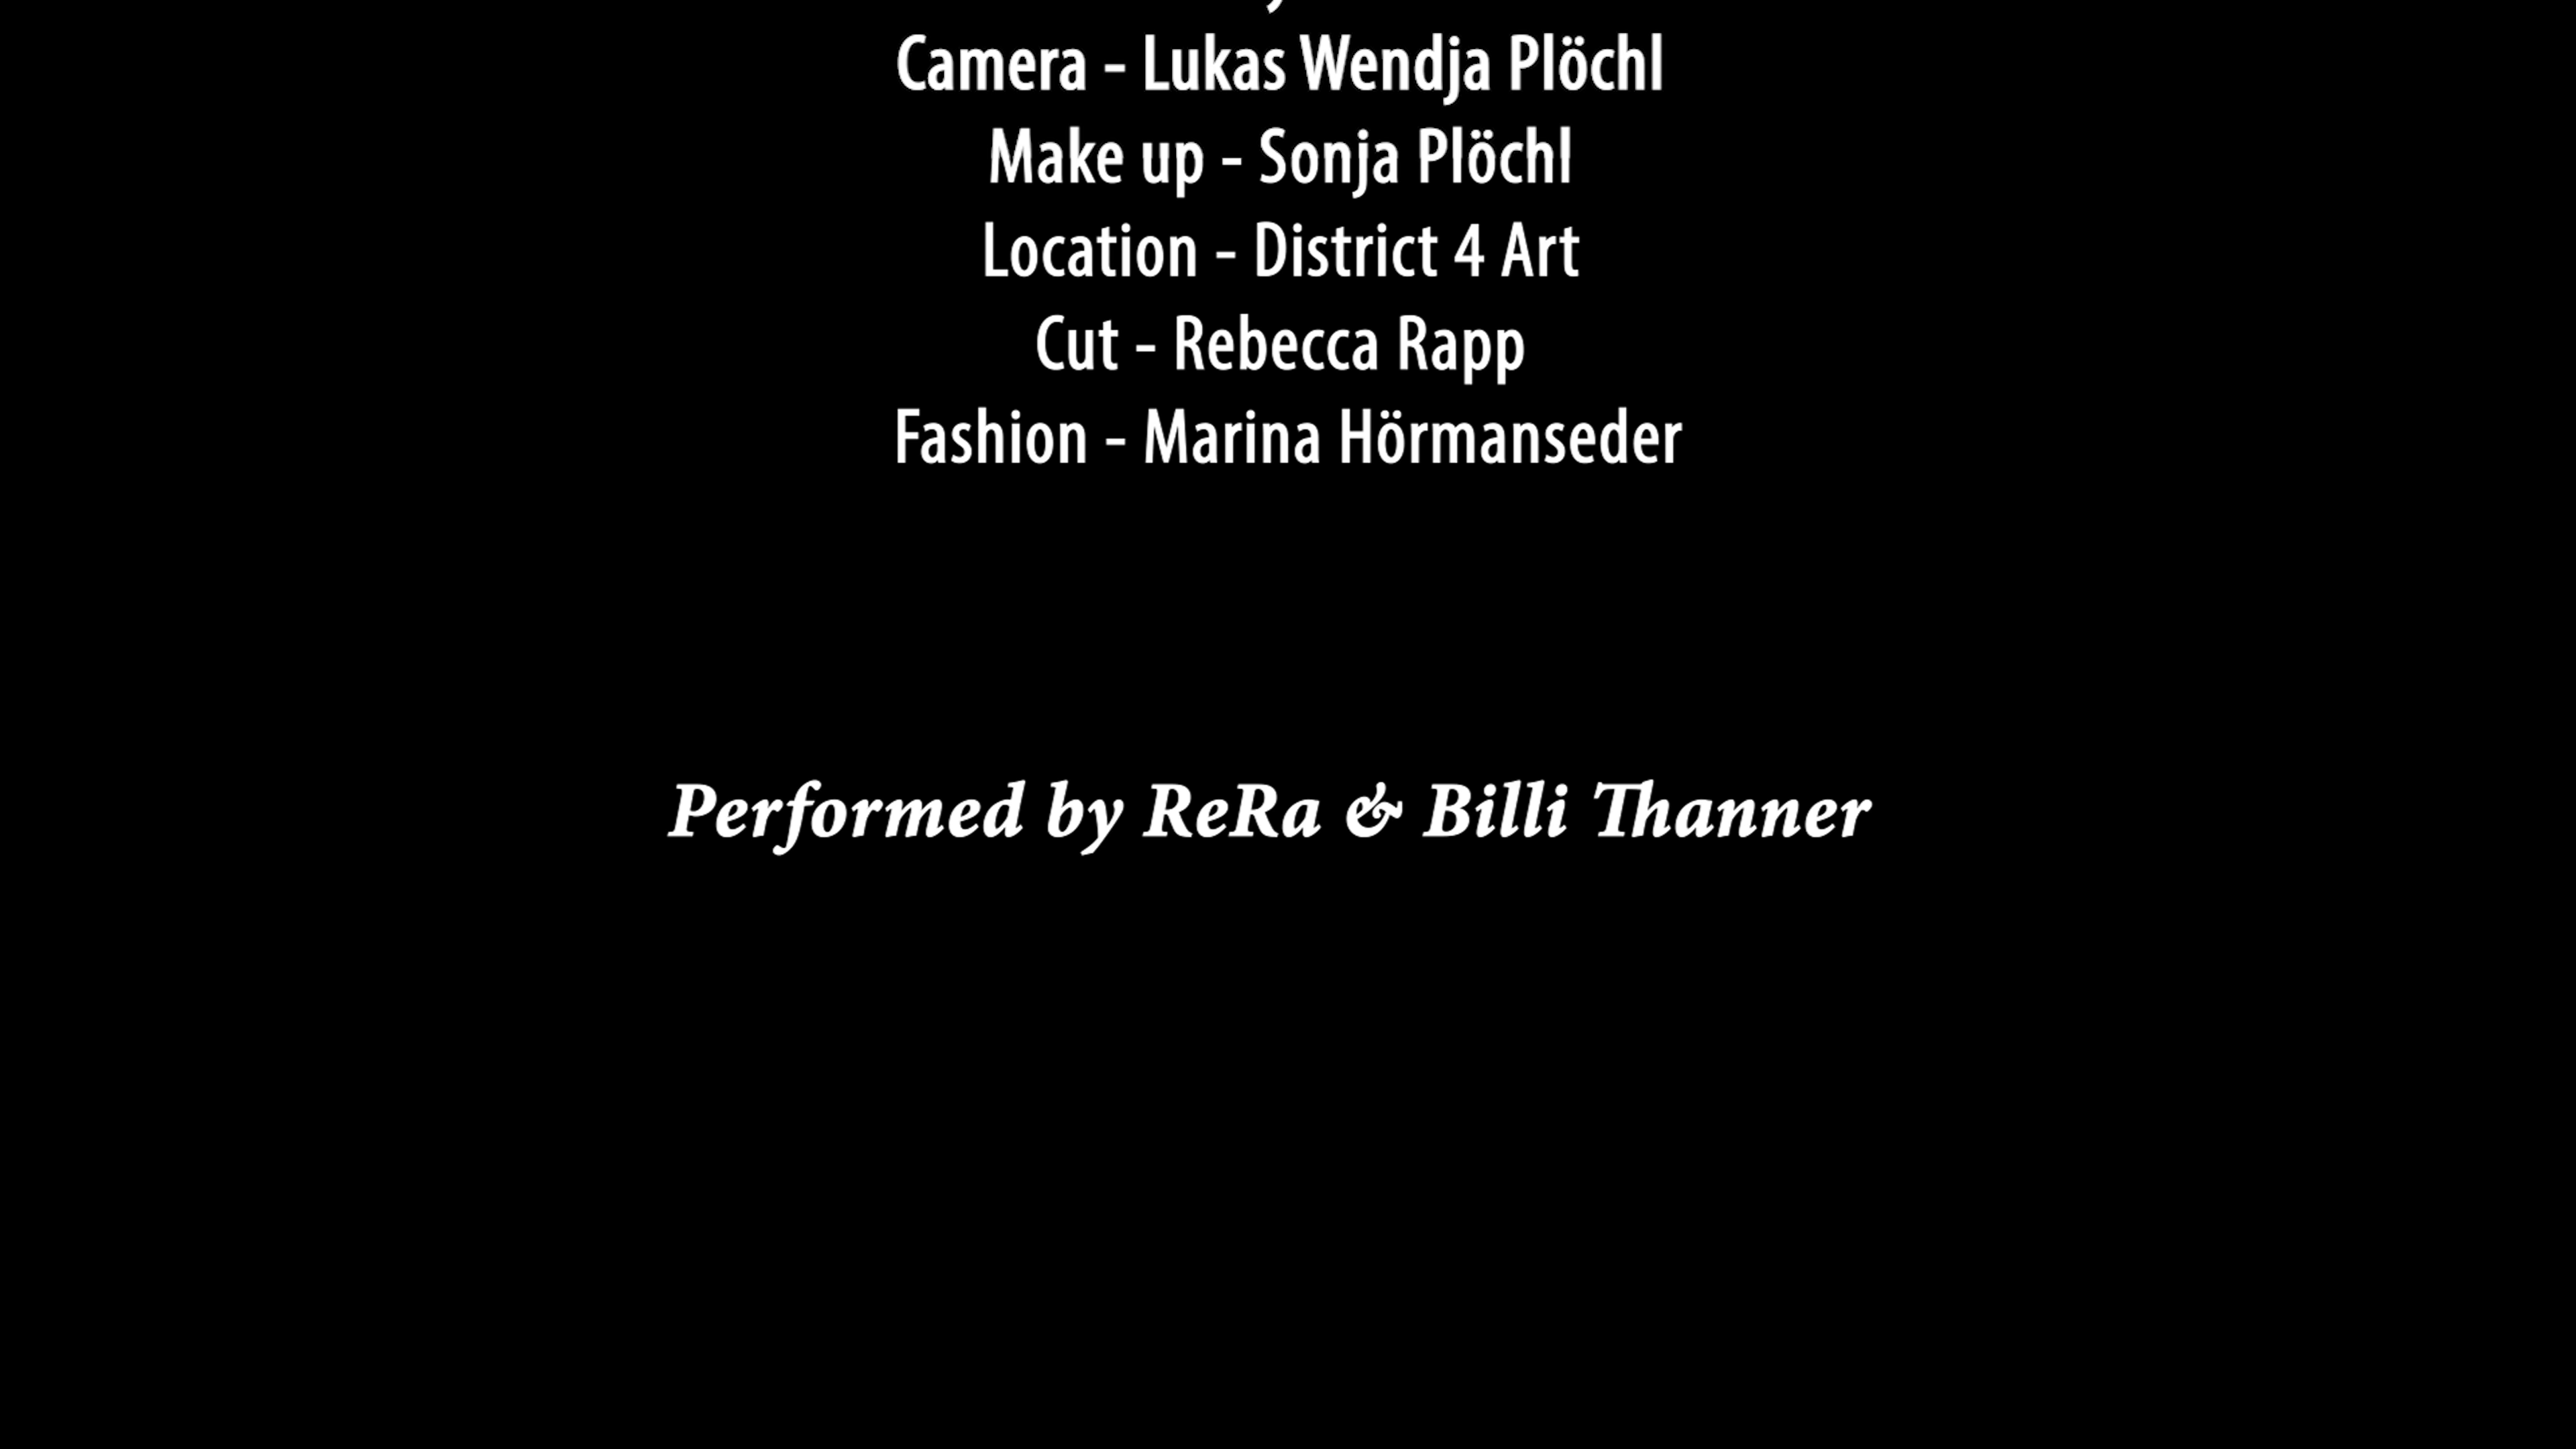 Camera - Lukas Wendja Plöchl
Make up - Sonja Plöchl
Location - District 4 Art
Cut - Rebecca Rapp
Fashion - Marina Hörmanseder
Performed by ReRa & Billi Thanner